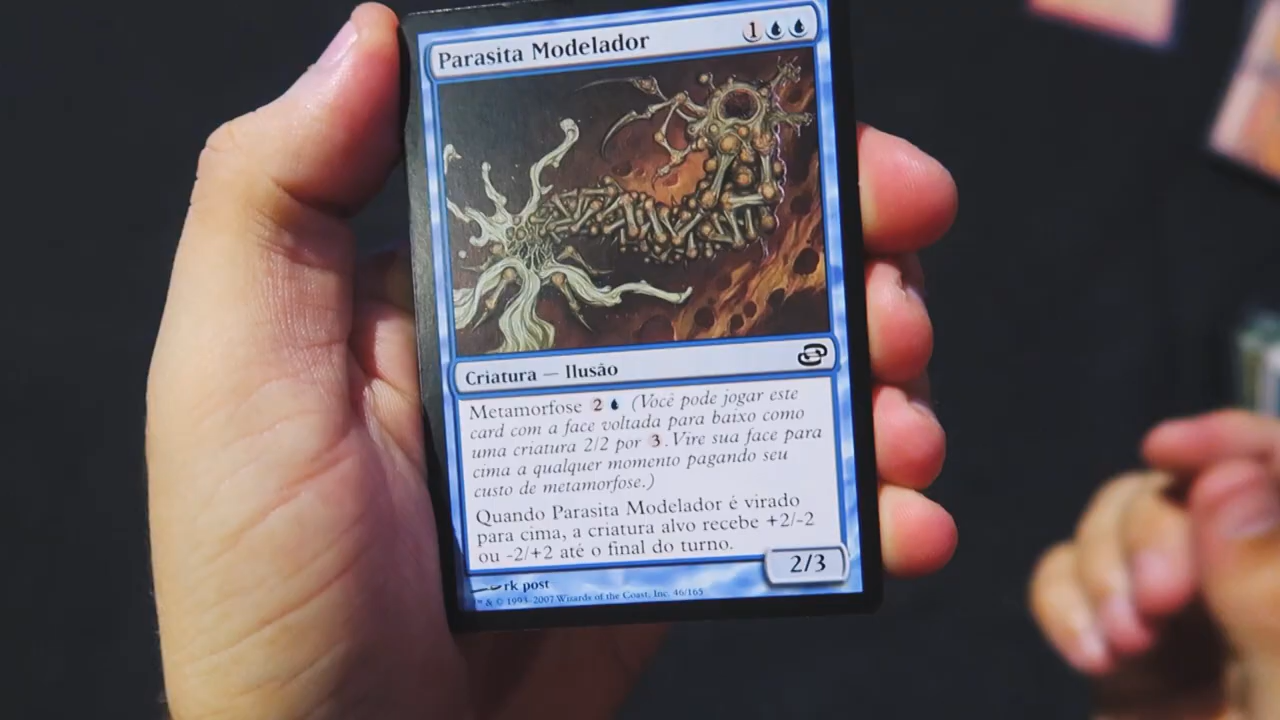 Parasita Modelador 1
Criatura — Ilusão
Metamorfose 2 (Você pode jogar este
card com a face voltada para baixo como
uma criatura 2/2 por 3. Vire sua face para
cima a qualquer momento pagando seu
custo de metamorfose.)
Quando Parasita Modelador é virado
para cima, a criatura alvo recebe +2/-2
ou -2/+2 até o final do turno.
2/3
rk post
™ & © 1993-2007 Wizards of the Coast, Inc. 46/165